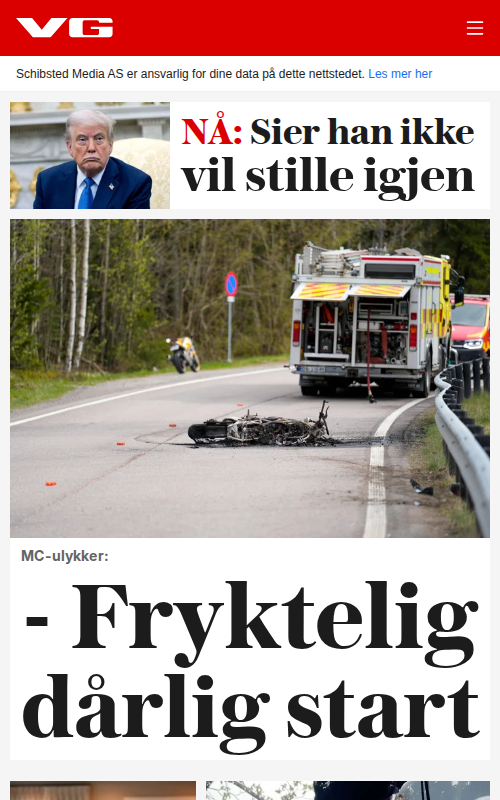 VG
Schibsted Media AS er ansvarlig for dine data på dette nettstedet. Les mer her
NÅ: Sier han ikke
vil stille igjen
MC-ulykker:
- Fryktelig
dårlig start